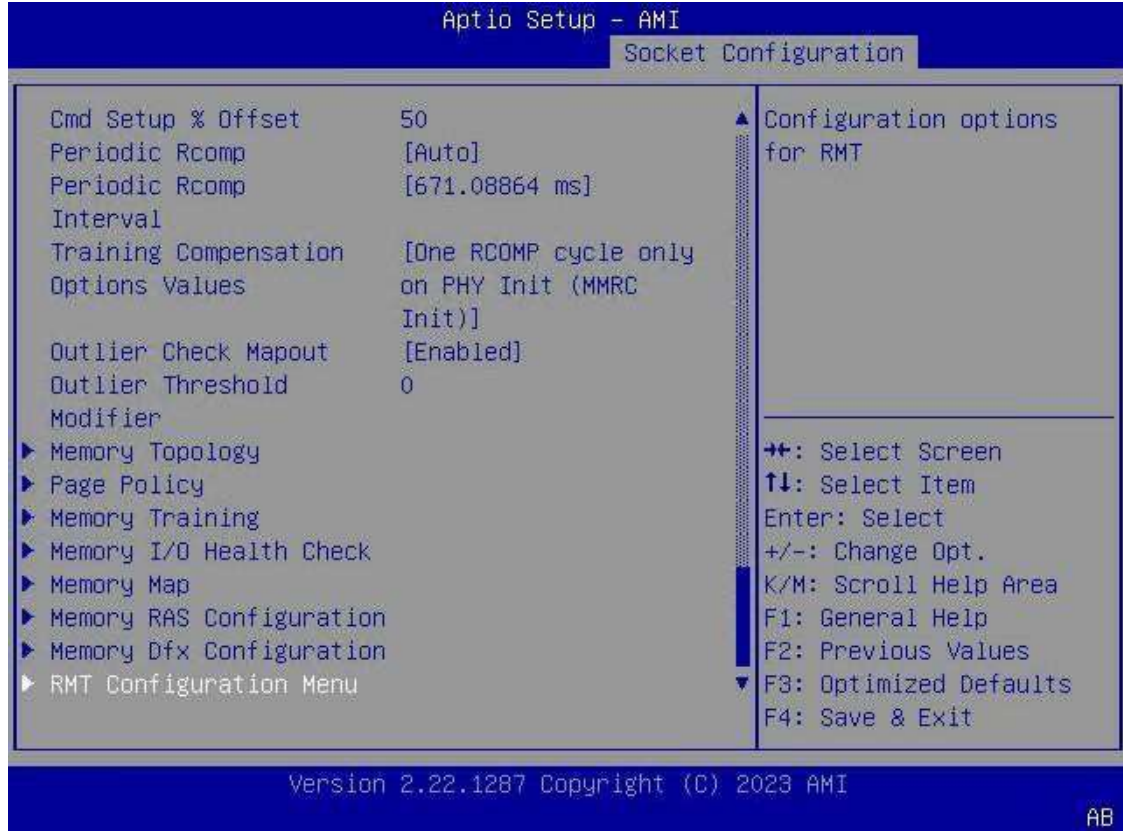 Aptio Setup – AMI
Socket Configuration
Cmd Setup % Offset 50
Periodic Rcomp [Auto]
Periodic Rcomp [671.08864 ms]
Interval
Training Compensation [One RCOMP cycle only
Options Values on PHY Init (MMRC
Init)]
Outlier Check Mapout [Enabled]
Outlier Threshold 0
Modifier
▶ Memory Topology
▶ Page Policy
▶ Memory Training
▶ Memory I/O Health Check
▶ Memory Map
▶ Memory RAS Configuration
▶ Memory Dfx Configuration
▶ RMT Configuration Menu
Configuration options
for RMT
→←: Select Screen
↑↓: Select Item
Enter: Select
+/-: Change Opt.
K/M: Scroll Help Area
F1: General Help
F2: Previous Values
F3: Optimized Defaults
F4: Save & Exit
Version 2.22.1287 Copyright (C) 2023 AMI
AB